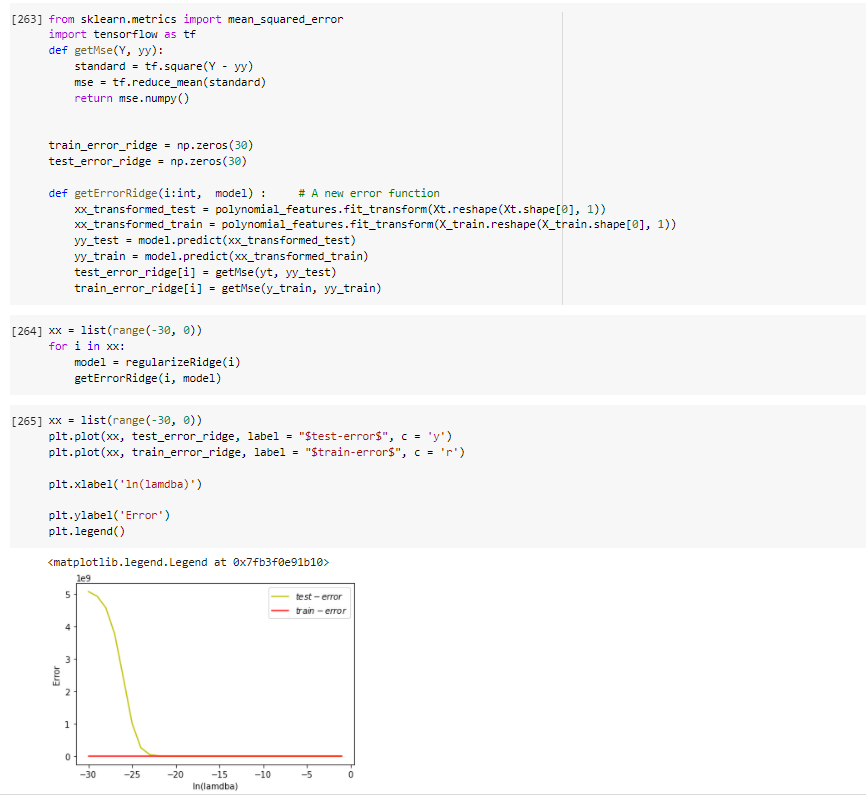 [263] from sklearn.metrics import mean_squared_error
import tensorflow as tf
def getMse(Y, yy):
    standard = tf.square(Y - yy)
    mse = tf.reduce_mean(standard)
    return mse.numpy()
train_error_ridge = np.zeros(30)
test_error_ridge = np.zeros(30)
def getErrorRidge(i:int,  model) :     # A new error function
    xx_transformed_test = polynomial_features.fit_transform(Xt.reshape(Xt.shape[0], 1))
    xx_transformed_train = polynomial_features.fit_transform(X_train.reshape(X_train.shape[0], 1))
    yy_test = model.predict(xx_transformed_test)
    yy_train = model.predict(xx_transformed_train)
    test_error_ridge[i] = getMse(yt, yy_test)
    train_error_ridge[i] = getMse(y_train, yy_train)
[264] xx = list(range(-30, 0))
for i in xx:
    model = regularizeRidge(i)
    getErrorRidge(i, model)
[265] xx = list(range(-30, 0))
plt.plot(xx, test_error_ridge, label = "$test-error$", c = 'y')
plt.plot(xx, train_error_ridge, label = "$train-error$", c = 'r')
plt.xlabel('ln(lamdba)')
plt.ylabel('Error')
plt.legend()
<matplotlib.legend.Legend at 0x7fb3f0e91b10>
1e9
test − error
train − error
5
4
3
2
1
0
Error
−30 −25 −20 −15 −10 −5 0
ln(lamdba)